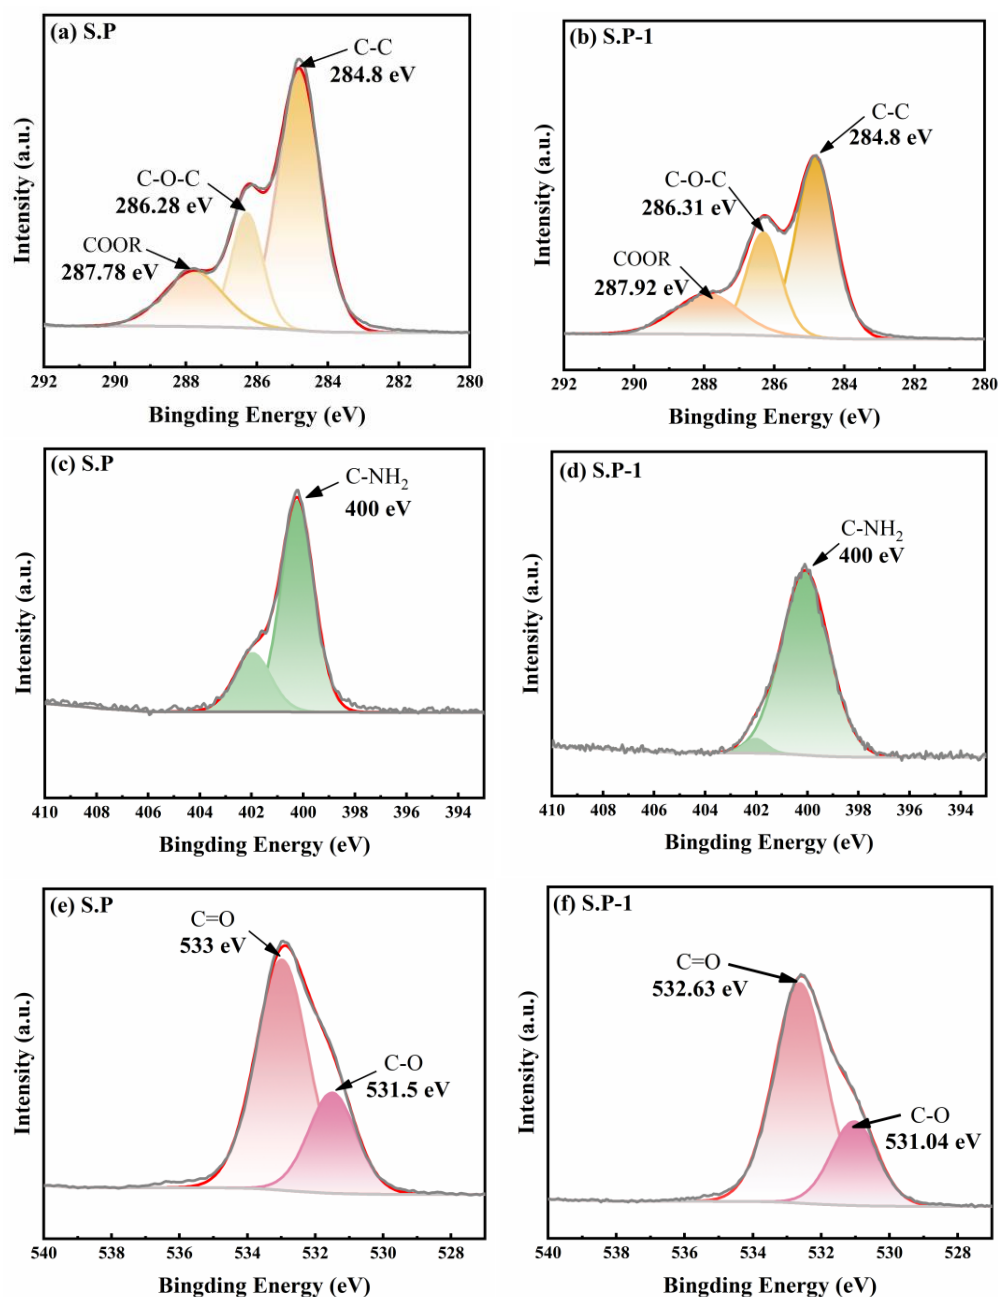 (a) S.P
C-C
284.8 eV
C-O-C
286.28 eV
COOR
287.78 eV
Intensity (a.u.)
292 290 288 286 284 282 280
Bingding Energy (eV)
(b) S.P-1
C-C
284.8 eV
C-O-C
286.31 eV
COOR
287.92 eV
Intensity (a.u.)
292 290 288 286 284 282 280
Bingding Energy (eV)
(c) S.P
C-NH₂
400 eV
Intensity (a.u.)
410 408 406 404 402 400 398 396 394
Bingding Energy (eV)
(d) S.P-1
C-NH₂
400 eV
Intensity (a.u.)
410 408 406 404 402 400 398 396 394
Bingding Energy (eV)
(e) S.P
C=O
533 eV
C-O
531.5 eV
Intensity (a.u.)
540 538 536 534 532 530 528
Bingding Energy (eV)
(f) S.P-1
C=O
532.63 eV
C-O
531.04 eV
Intensity (a.u.)
540 538 536 534 532 530 528
Bingding Energy (eV)